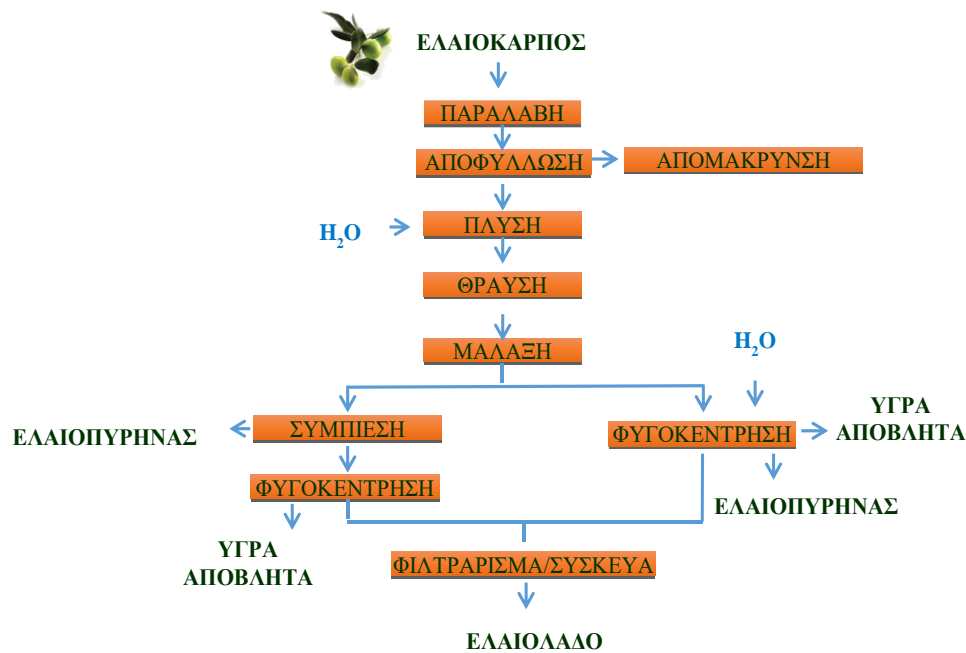 ΕΛΑΙΟΚΑΡΠΟΣ
ΠΑΡΑΛΑΒΗ
ΑΠΟΦΥΛΛΩΣΗ
ΑΠΟΜΑΚΡΥΝΣΗ
H₂O
ΠΛΥΣΗ
ΘΡΑΥΣΗ
ΜΑΛΑΞΗ
H₂O
ΕΛΑΙΟΠΥΡΗΝΑΣ
ΣΥΜΠΙΕΣΗ
ΦΥΓΟΚΕΝΤΡΗΣΗ
ΥΓΡΑ
ΑΠΟΒΛΗΤΑ
ΦΥΓΟΚΕΝΤΡΗΣΗ
ΕΛΑΙΟΠΥΡΗΝΑΣ
ΥΓΡΑ
ΑΠΟΒΛΗΤΑ
ΦΙΛΤΡΑΡΙΣΜΑ/ΣΥΣΚΕΥΑ
ΕΛΑΙΟΛΑΔΟ